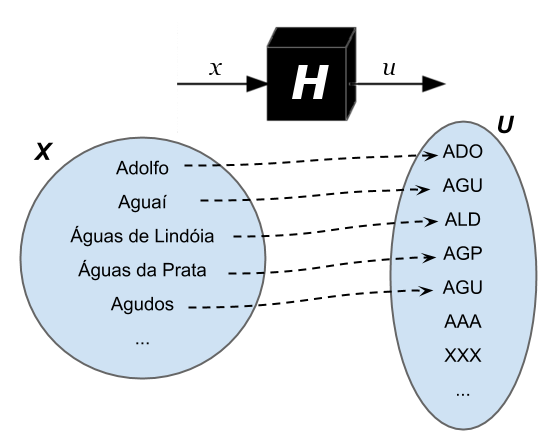 x
H
u
X
U
Adolfo
Aguaí
Águas de Lindóia
Águas da Prata
Agudos
...
ADO
AGU
ALD
AGP
AGU
AAA
XXX
...